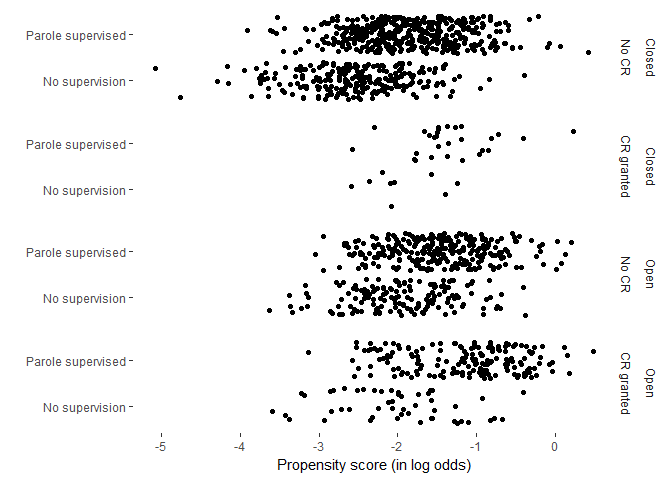 Parole supervised
No supervision
No CR
Closed
Parole supervised
No supervision
CR granted
Closed
Parole supervised
No supervision
No CR
Open
Parole supervised
No supervision
CR granted
Open
-5 -4 -3 -2 -1 0
Propensity score (in log odds)